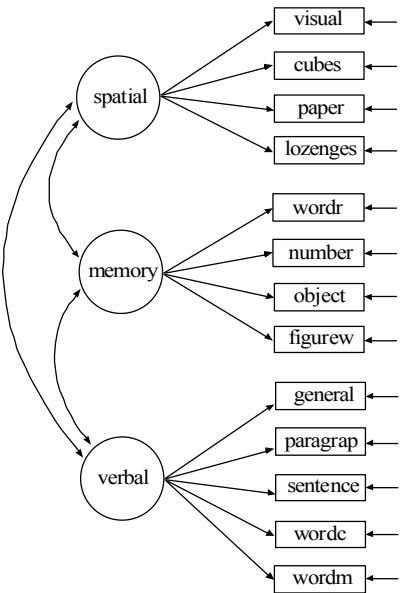 visual
cubes
spatial
paper
lozenges
wordr
number
memory
object
figurew
general
paragrap
verbal
sentence
wordc
wordm